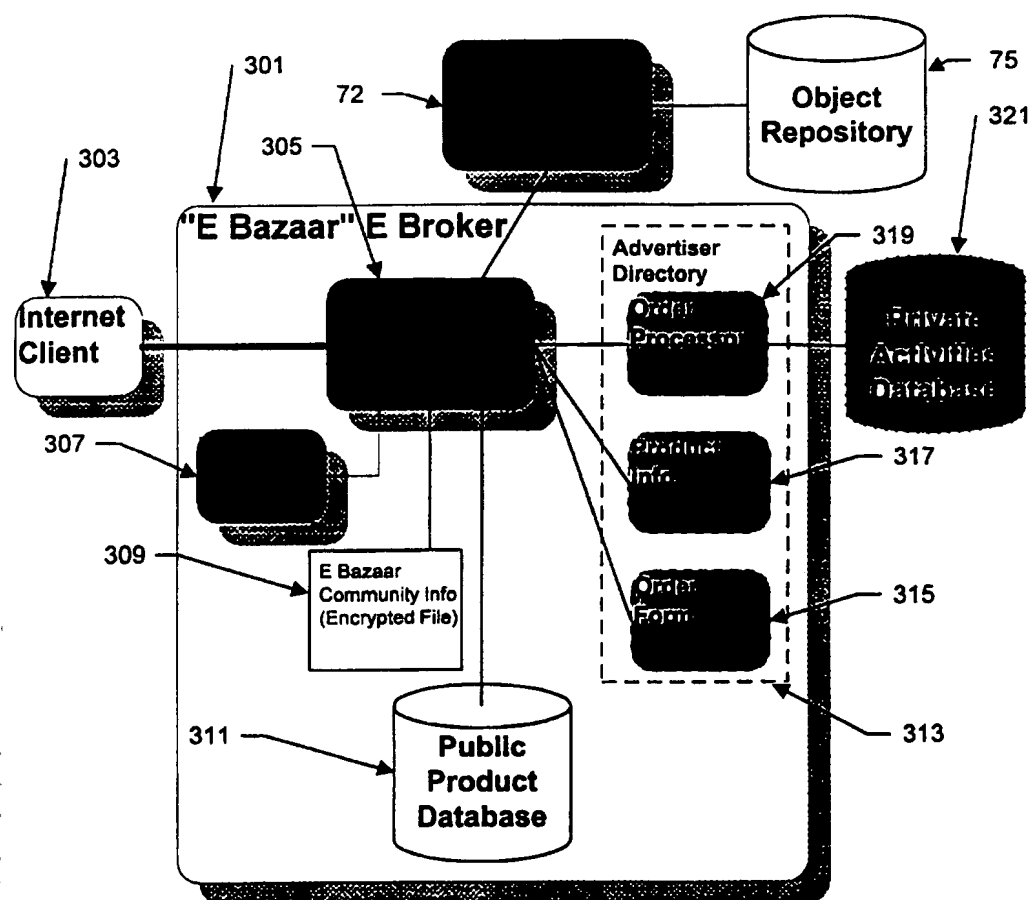 301
72
75
Object
Repository
321
305
303
"E Bazaar" E Broker
Advertiser
Directory
319
Order
Processor
Internet
Client
Private
Activities
Database
307
Product
Info
317
309
E Bazaar
Community Info
(Encrypted File)
Order
Form
315
311
Public
Product
Database
313